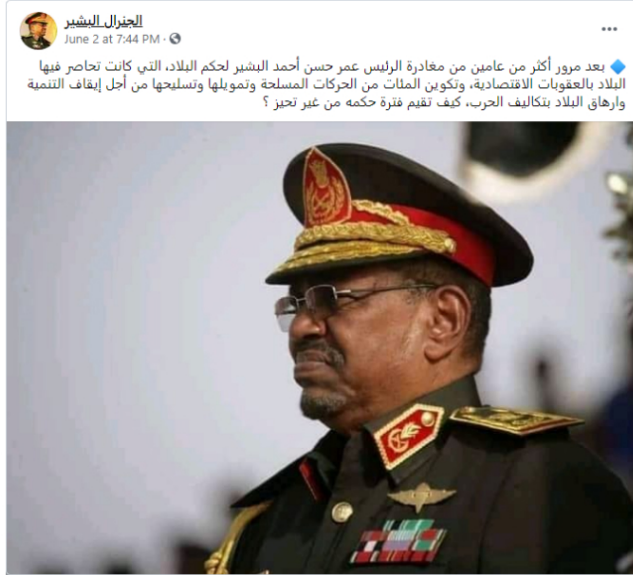 الجنرال البشير
June 2 at 7:44 PM ·
🔷 بعد مرور أكثر من عامين من مغادرة الرئيس عمر حسن أحمد البشير لحكم البلاد، التي كانت تحاصر فيها
البلاد بالعقوبات الاقتصادية، وتكوين المئات من الحركات المسلحة وتمويلها وتسليحها من أجل إيقاف التنمية
وارهاق البلاد بتكاليف الحرب، كيف تقيم فترة حكمه من غير تحيز ؟